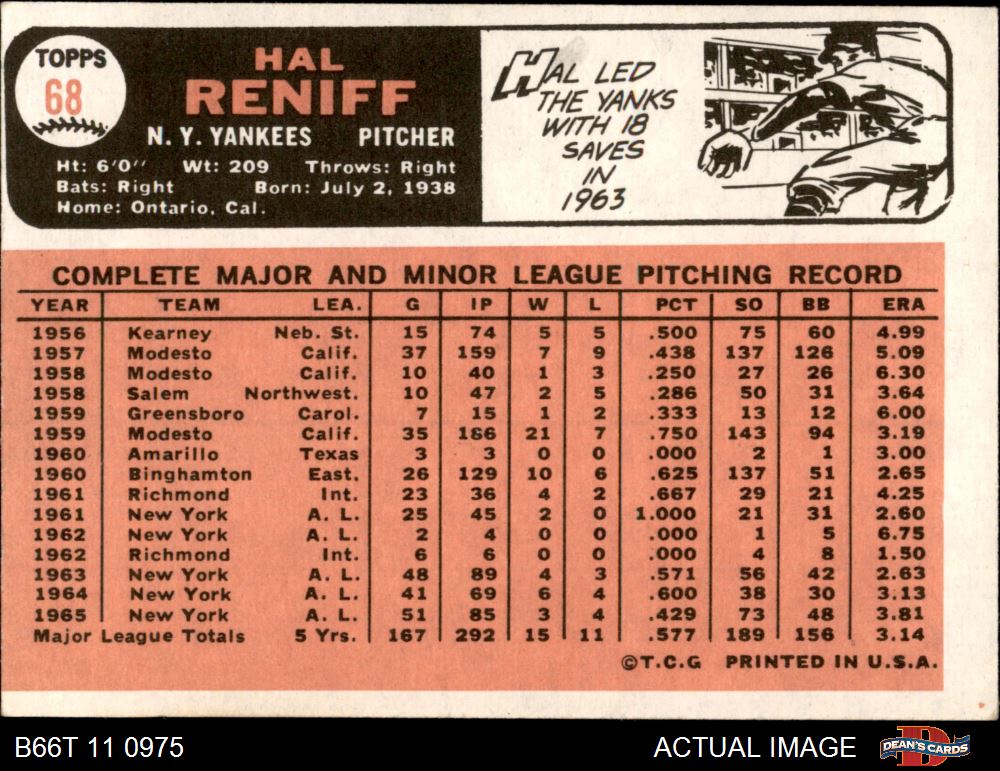 TOPPS
68
HAL
RENIFF
N. Y. YANKEES PITCHER
Ht: 6'0'' Wt: 209 Throws: Right
Bats: Right Born: July 2, 1938
Home: Ontario, Cal.
HAL LED
THE YANKS
WITH 18
SAVES
IN
1963
COMPLETE MAJOR AND MINOR LEAGUE PITCHING RECORD
YEAR TEAM LEA. G IP W L PCT SO BB ERA
1956 Kearney Neb. St. 15 74 5 5 .500 75 60 4.99
1957 Modesto Calif. 37 159 7 9 .438 137 126 5.09
1958 Modesto Calif. 10 40 1 3 .250 27 26 6.30
1958 Salem Northwest. 10 47 2 5 .286 50 31 3.64
1959 Greensboro Carol. 7 15 1 2 .333 13 12 6.00
1959 Modesto Calif. 35 186 21 7 .750 143 94 3.19
1960 Amarillo Texas 3 3 0 0 .000 2 1 3.00
1960 Binghamton East. 26 129 10 6 .625 137 51 2.65
1961 Richmond Int. 23 36 4 2 .667 29 21 4.25
1961 New York A. L. 25 45 2 0 1.000 21 31 2.60
1962 New York A. L. 2 4 0 0 .000 1 5 6.75
1962 Richmond Int. 6 6 0 0 .000 4 8 1.50
1963 New York A. L. 48 89 4 3 .571 56 42 2.63
1964 New York A. L. 41 69 6 4 .600 38 30 3.13
1965 New York A. L. 51 85 3 4 .429 73 48 3.81
Major League Totals 5 Yrs. 167 292 15 11 .577 189 156 3.14
©T.C.G PRINTED IN U.S.A.
B66T 11 0975 ACTUAL IMAGE DEAN'S CARDS